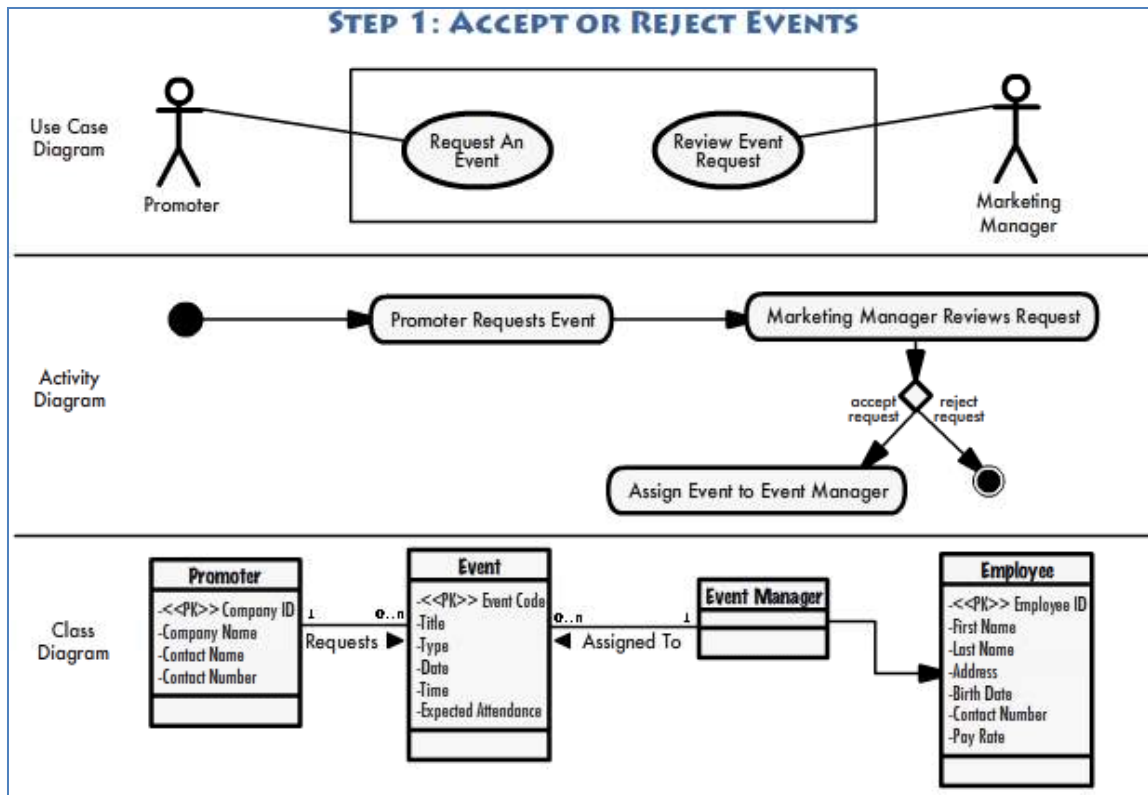 STEP 1: ACCEPT OR REJECT EVENTS
Use Case
Diagram
Promoter
Request An
Event
Review Event
Request
Marketing
Manager
Activity
Diagram
Promoter Requests Event
Marketing Manager Reviews Request
accept
request
reject
request
Assign Event to Event Manager
Class
Diagram
Promoter
-<<PK>> Company ID
-Company Name
-Contact Name
-Contact Number
1
0..n
Requests
Event
-<<PK>> Event Code
-Title
-Type
-Date
-Time
-Expected Attendance
0..n
1
Assigned To
Event Manager
Employee
-<<PK>> Employee ID
-First Name
-Last Name
-Address
-Birth Date
-Contact Number
-Pay Rate